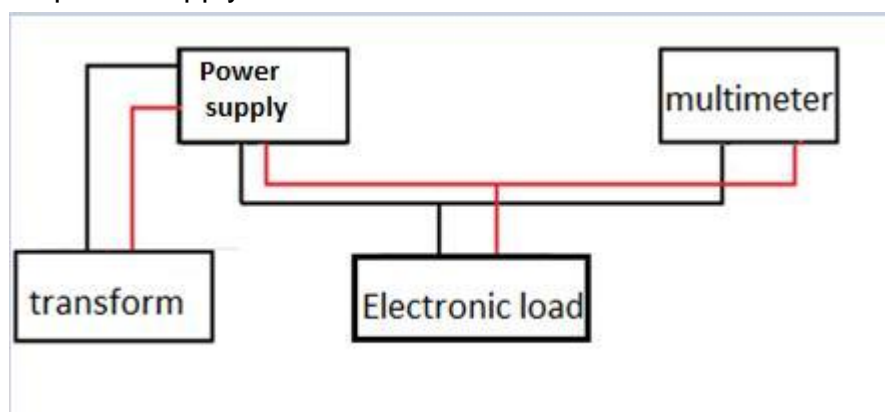 Power
supply
multimeter
transform
Electronic load